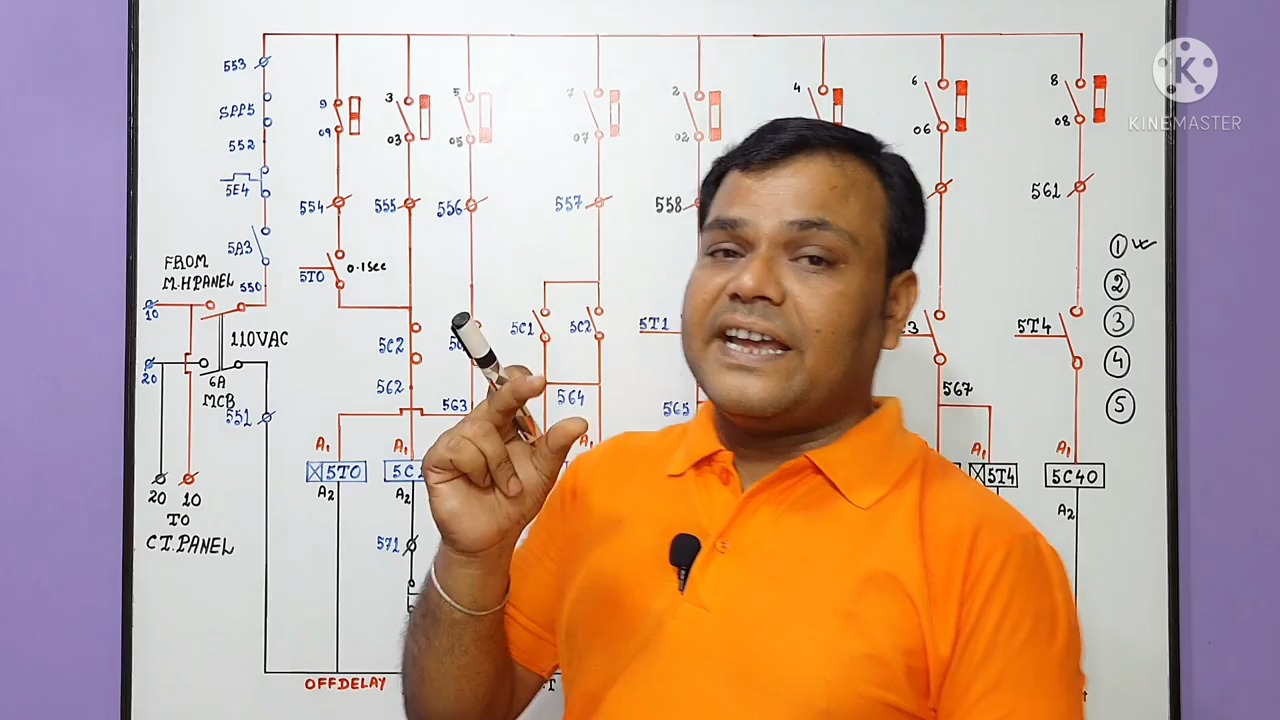 553
SPP5
552
5E4
5A3
FROM
M.H PANEL
550
10
110VAC
20
6A
MCB
551
20 10
TO
C.T. PANEL
9
09
554
5T0
0.1sec
3
03
555
5C2
562
5
05
556
563
7
07
557
5C1
5C2
564
2
02
558
5T1
565
4
6
06
567
8
08
561
5T4
A1
5T0
A2
A1
A2
571
A1
A1
5T4
A1
5C40
A2
OFFDELAY
1
2
3
4
5
K
KINEMASTER